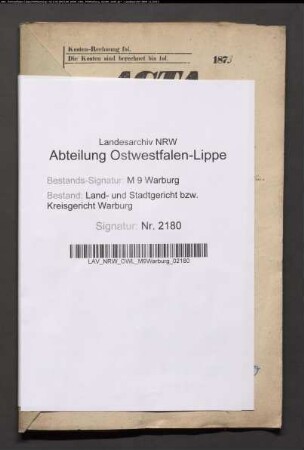 Kosten-Rechnung fol.
Die Kosten sind berechnet bis fol.
187
ACTA
Landesarchiv NRW
Abteilung Ostwestfalen-Lippe
Bestands-Signatur: M 9 Warburg
Bestand: Land- und Stadtgericht bzw.
Kreisgericht Warburg
Signatur: Nr. 2180
LAV_NRW_OWL_M9Warburg_02180